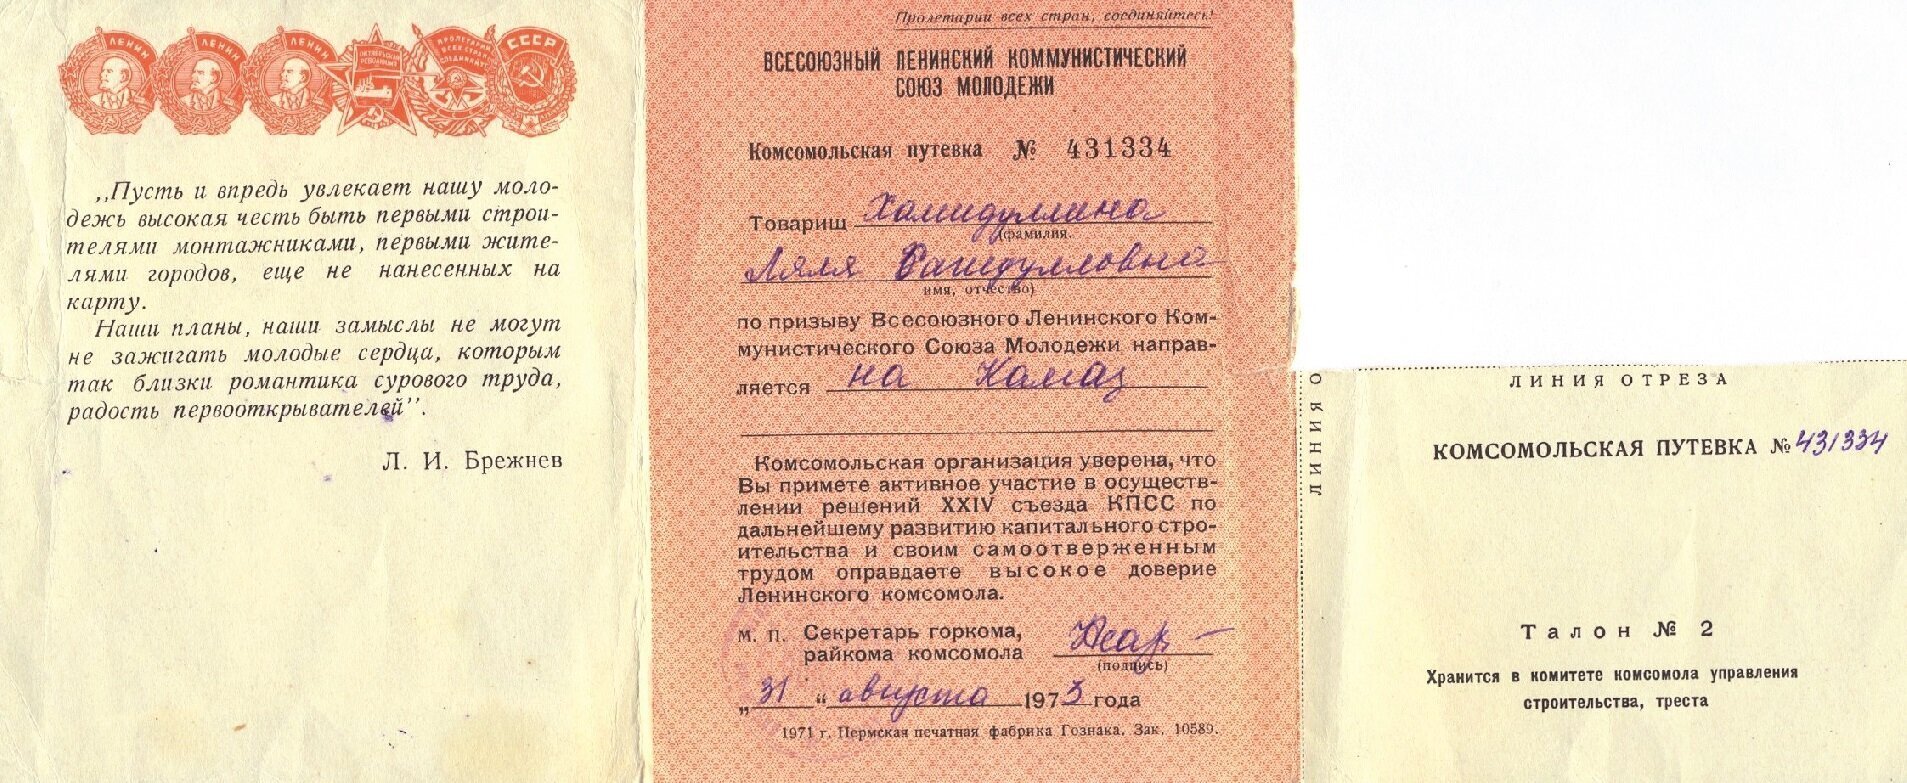 ЛЕНИН
ЛЕНИН
ЛЕНИН
ОКТЯБРЬСКАЯ
РЕВОЛЮЦИЯ
ПРОЛЕТАРИИ
ВСЕХ СТРАН
СОЕДИНЯЙТЕСЬ
СССР
„Пусть и впредь увлекает нашу моло-
дежь высокая честь быть первыми строи-
телями монтажниками, первыми жите-
лями городов, еще не нанесенных на
карту.
Наши планы, наши замыслы не могут
не зажигать молодые сердца, которым
так близки романтика сурового труда,
радость первооткрывателей”.
Л. И. Брежнев
Пролетарии всех стран, соединяйтесь!
ВСЕСОЮЗНЫЙ ЛЕНИНСКИЙ КОММУНИСТИЧЕСКИЙ
СОЮЗ МОЛОДЕЖИ
Комсомольская путевка № 431334
Товарищ Хамидуллина
(фамилия.
Ляля Рашидулловна
имя, отчество)
по призыву Всесоюзного Ленинского Ком-
мунистического Союза Молодежи направ-
ляется на Камаз
Комсомольская организация уверена, что
Вы примете активное участие в осуществ-
лении решений XXIV съезда КПСС по
дальнейшему развитию капитального стро-
ительства и своим самоотверженным
трудом оправдаете высокое доверие
Ленинского комсомола.
м. п. Секретарь горкома,
райкома комсомола
(подпись)
„31“ августа 1973 года
1971 г. Пермская печатная фабрика Гознака. Зак. 10589.
ЛИНИЯ О
ЛИНИЯ ОТРЕЗА
КОМСОМОЛЬСКАЯ ПУТЕВКА № 431334
Талон № 2
Хранится в комитете комсомола управления
строительства, треста